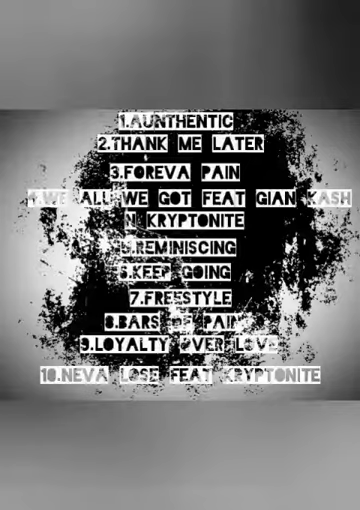 1.AUNTHENTIC
2.THANK ME LATER
3.FOREVA PAIN
4.WE ALL WE GOT FEAT GIAN KASH
N KRYPTONITE
5.REMINISCING
6.KEEP GOING
7.FREESTYLE
8.BARS OF PAIN
9.LOYALTY OVER LOVE
10.NEVA LOSE FEAT KRYPTONITE